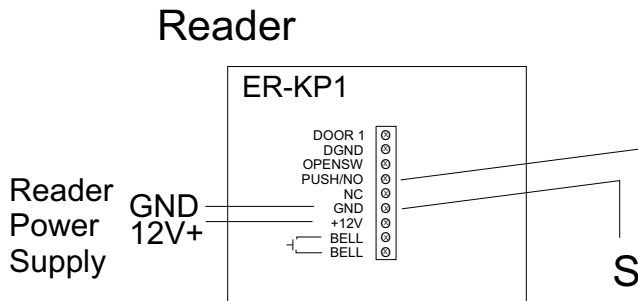 Reader
ER-KP1
DOOR 1
DGND
OPENSW
PUSH/NO
NC
GND
+12V
BELL
BELL
Reader
Power
Supply
GND
12V+
S